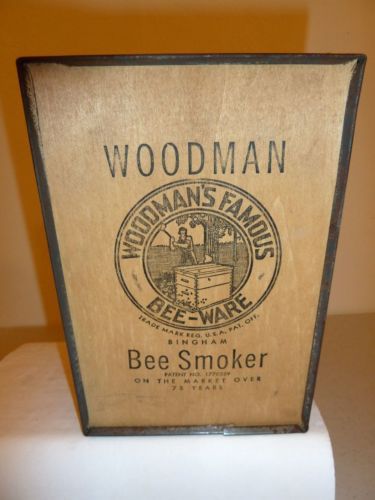 WOODMAN
WOODMAN'S FAMOUS
BEE-WARE
TRADE MARK REG. U.S.A. PAT. OFF.
BINGHAM
Bee Smoker
PATENT NO. 1772559
ON THE MARKET OVER
75 YEARS